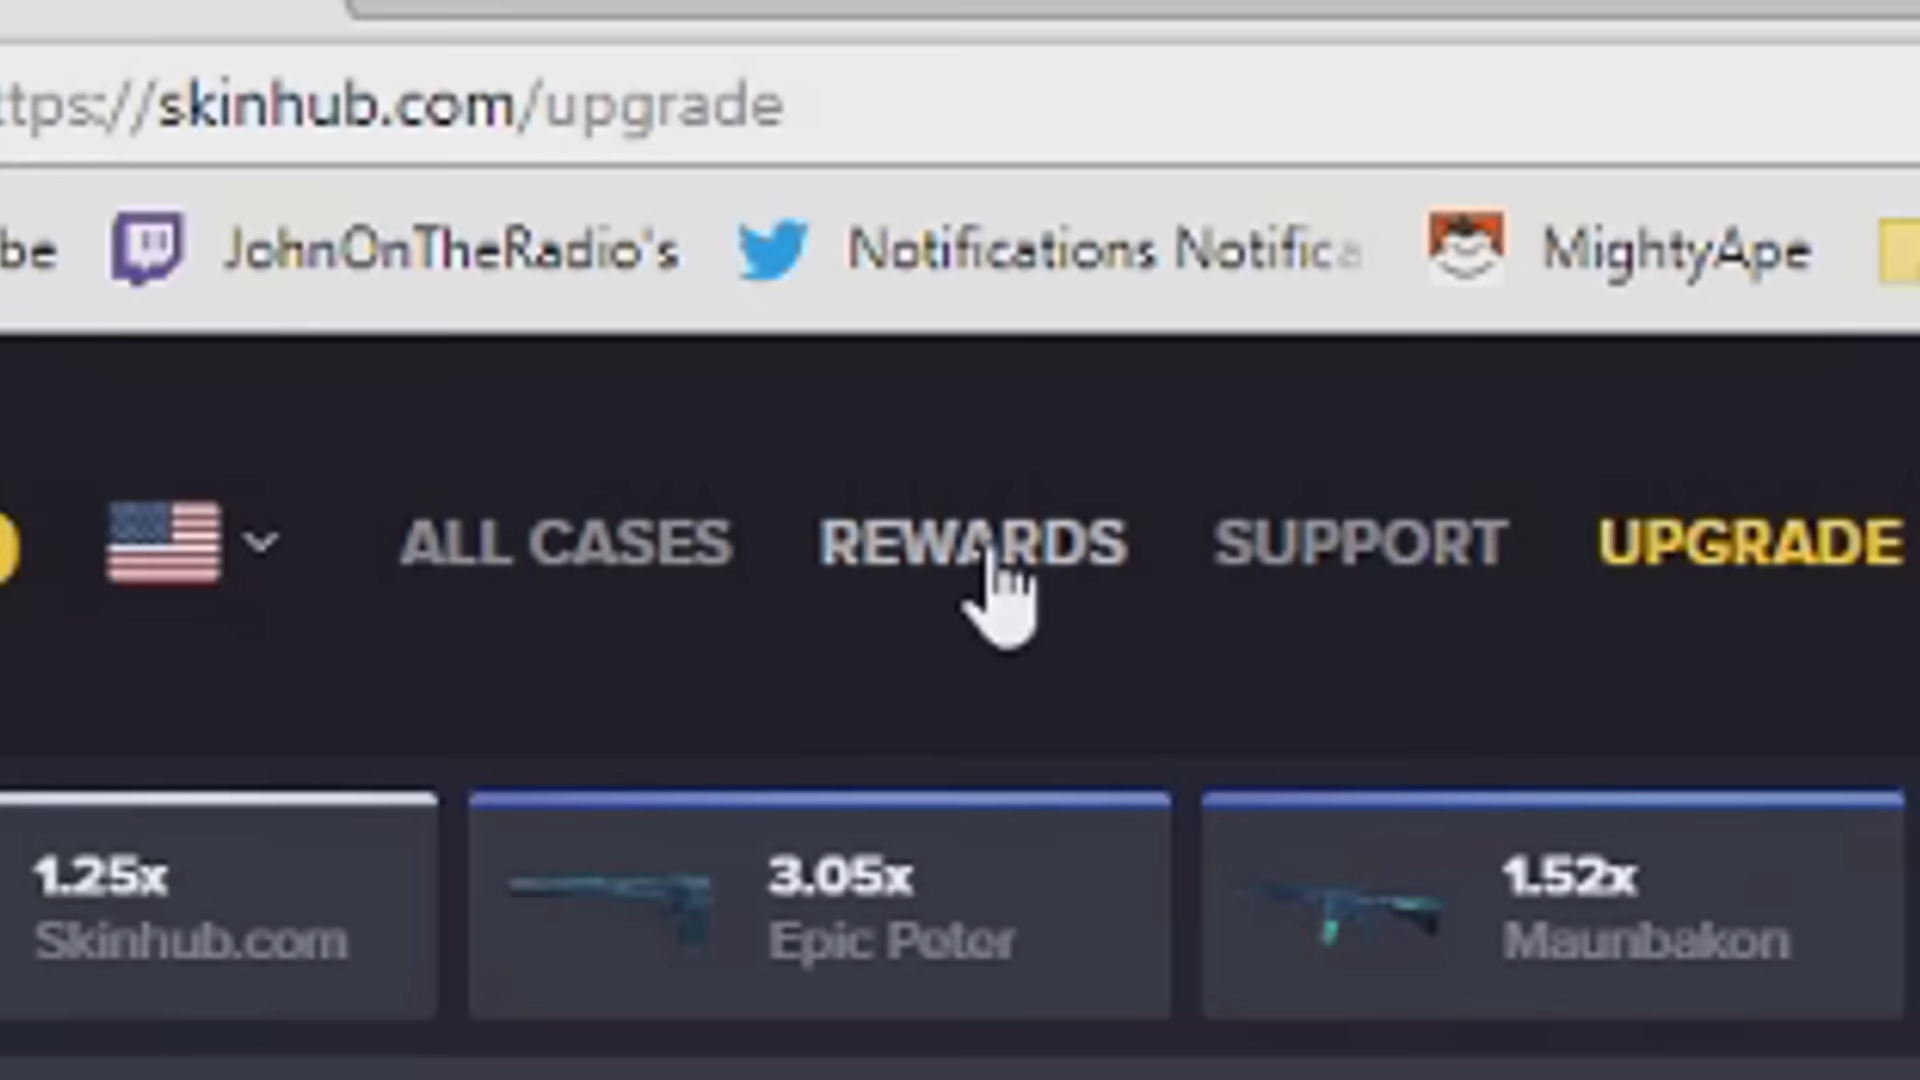 ttps://skinhub.com/upgrade
be JohnOnTheRadio's Notifications Notifica MightyApe
ALL CASES REWARDS SUPPORT UPGRADE
1.25x 3.05x 1.52x
Skinhub.com Epic Peter Maunbakon